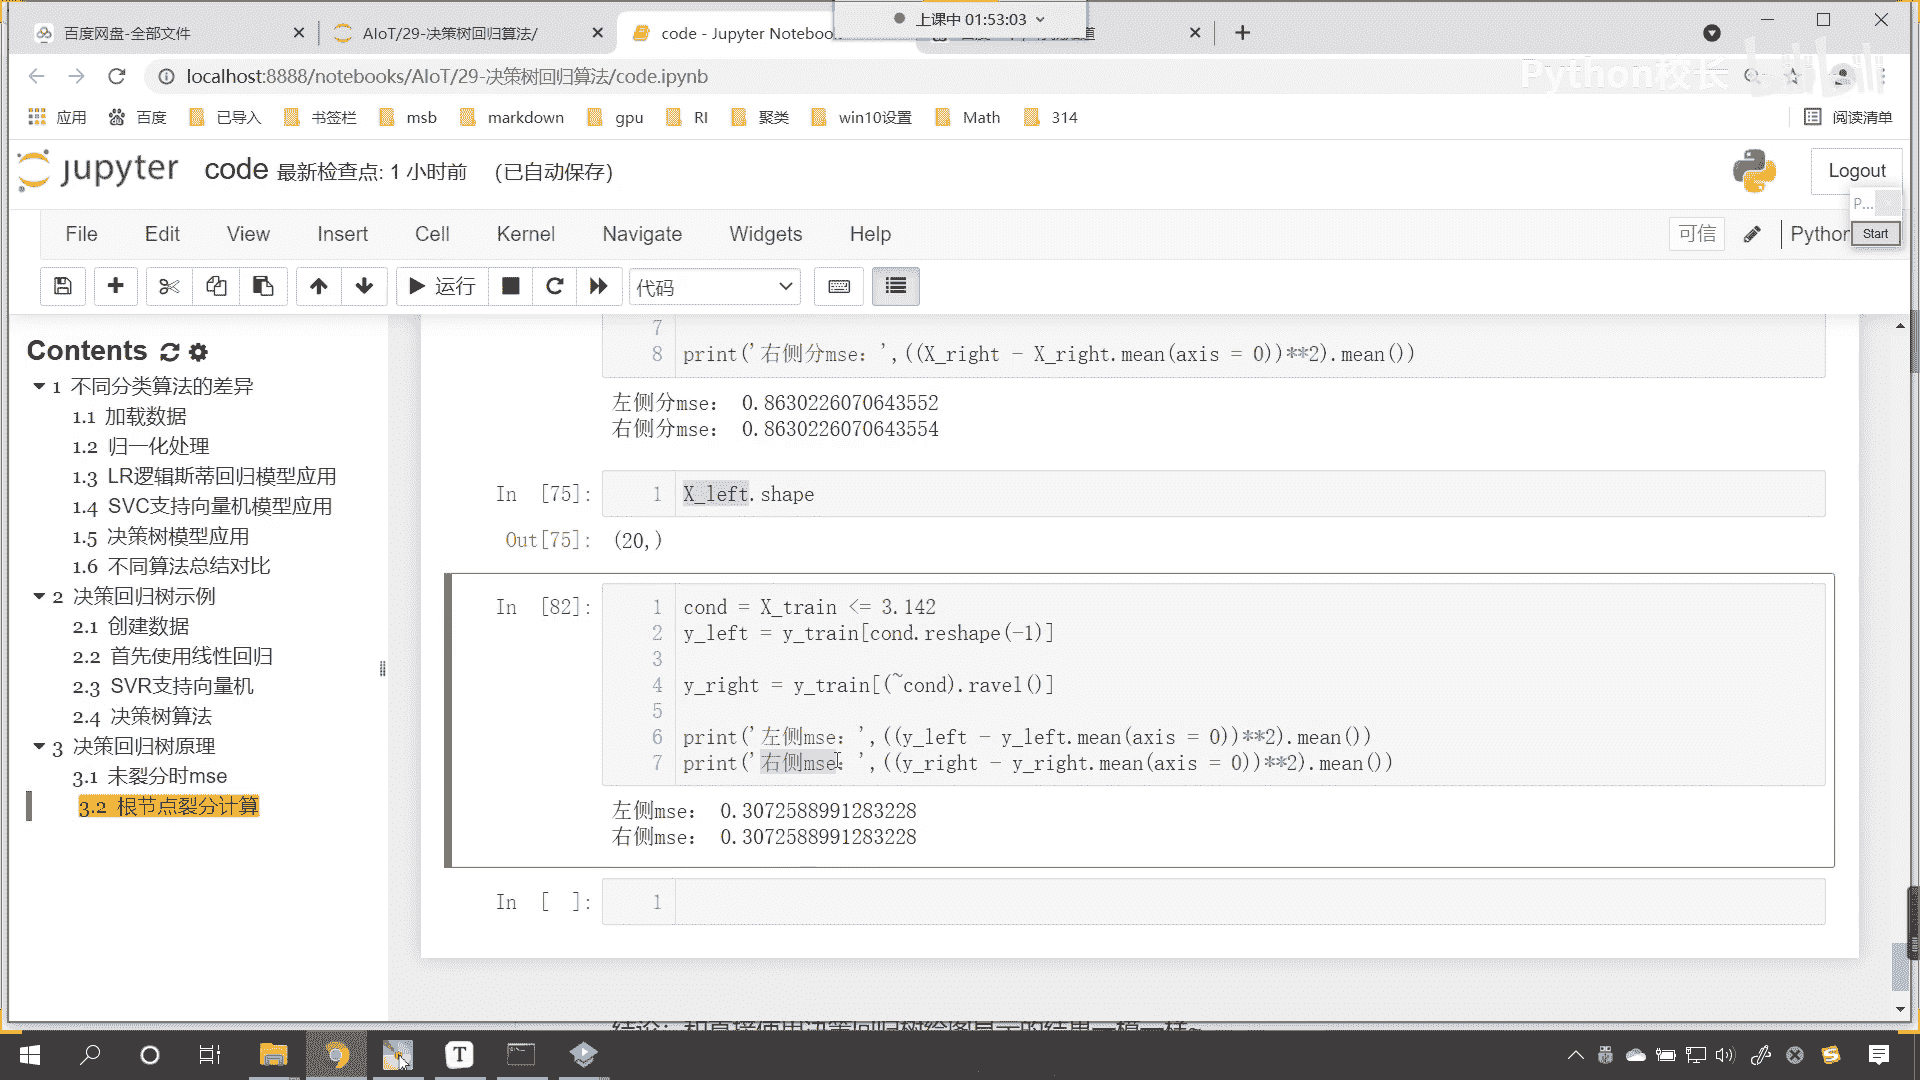 上课中 01:53:03
百度网盘-全部文件
AIoT/29-决策树回归算法/
code - Jupyter Noteboo
localhost:8888/notebooks/AIoT/29-决策树回归算法/code.ipynb
Python校长
应用 百度 已导入 书签栏 msb markdown gpu RI 聚类 win10设置 Math 314 阅读清单
jupyter code 最新检查点: 1 小时前 (已自动保存)
Logout
P...
File Edit View Insert Cell Kernel Navigate Widgets Help 可信 Python
Start
运行 代码
Contents
1 不同分类算法的差异
1.1 加载数据
1.2 归一化处理
1.3 LR逻辑斯蒂回归模型应用
1.4 SVC支持向量机模型应用
1.5 决策树模型应用
1.6 不同算法总结对比
2 决策回归树示例
2.1 创建数据
2.2 首先使用线性回归
2.3 SVR支持向量机
2.4 决策树算法
3 决策回归树原理
3.1 未裂分时mse
3.2 根节点裂分计算
7
8 print('右侧分mse：',((X_right - X_right.mean(axis = 0))**2).mean())
左侧分mse： 0.8630226070643552
右侧分mse： 0.8630226070643554
In [75]: 1 X_left.shape
Out[75]: (20,)
In [82]: 1 cond = X_train <= 3.142
2 y_left = y_train[cond.reshape(-1)]
3
4 y_right = y_train[(~cond).ravel()]
5
6 print('左侧mse：',((y_left - y_left.mean(axis = 0))**2).mean())
7 print('右侧mse：',((y_right - y_right.mean(axis = 0))**2).mean())
左侧mse： 0.3072588991283228
右侧mse： 0.3072588991283228
In [ ]: 1